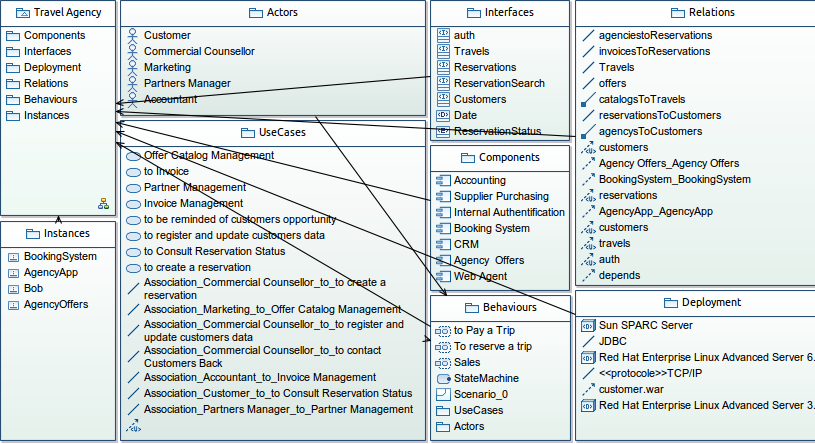 Travel Agency
Components
Interfaces
Deployment
Relations
Behaviours
Instances
Instances
BookingSystem
AgencyApp
Bob
AgencyOffers
Actors
Customer
Commercial Counsellor
Marketing
Partners Manager
Accountant
UseCases
Offer Catalog Management
to Invoice
Partner Management
Invoice Management
to be reminded of customers opportunity
to register and update customers data
to Consult Reservation Status
to create a reservation
Association_Commercial Counsellor_to_to create a
reservation
Association_Marketing_to_Offer Catalog Management
Association_Commercial Counsellor_to_to register and
update customers data
Association_Commercial Counsellor_to_to contact
Customers Back
Association_Accountant_to_Invoice Management
Association_Customer_to_to Consult Reservation Status
Association_Partners Manager_to_Partner Management
Interfaces
auth
Travels
Reservations
ReservationSearch
Customers
Date
ReservationStatus
Components
Accounting
Supplier Purchasing
Internal Authentification
Booking System
CRM
Agency Offers
Web Agent
Behaviours
to Pay a Trip
To reserve a trip
Sales
StateMachine
Scenario_0
UseCases
Actors
Relations
agenciestoReservations
invoicesToReservations
Travels
offers
catalogsToTravels
reservationsToCustomers
agencysToCustomers
customers
Agency Offers_Agency Offers
BookingSystem_BookingSystem
reservations
AgencyApp_AgencyApp
customers
travels
auth
depends
Deployment
Sun SPARC Server
JDBC
Red Hat Enterprise Linux Advanced Server 6.
<<protocole>>TCP/IP
customer.war
Red Hat Enterprise Linux Advanced Server 3.